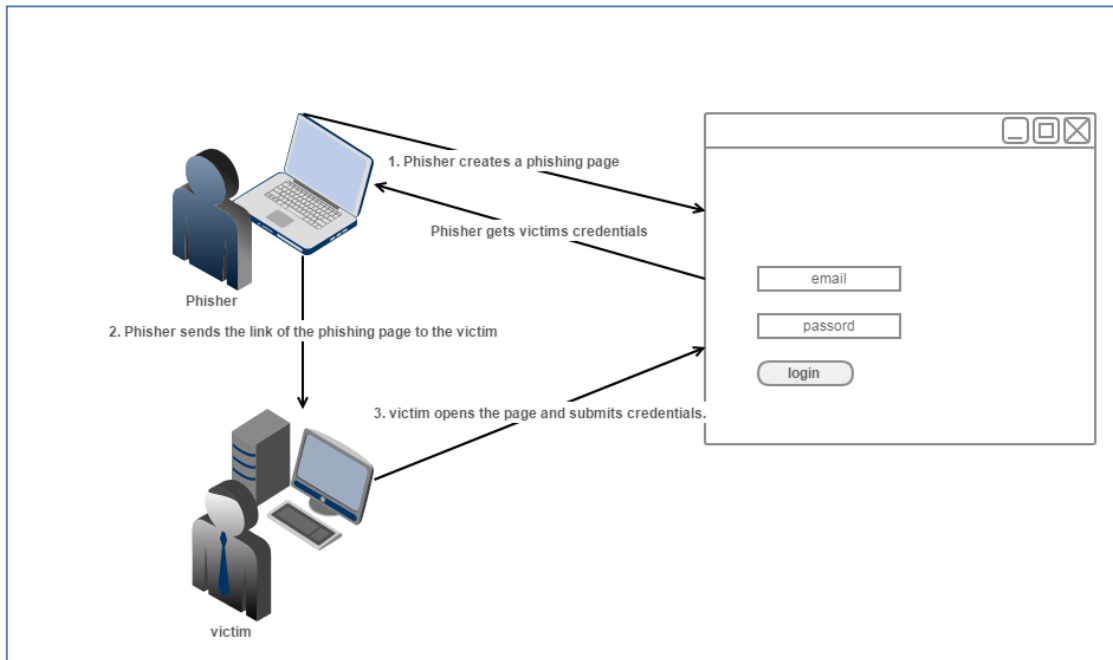 1. Phisher creates a phishing page
Phisher gets victims credentials
Phisher
2. Phisher sends the link of the phishing page to the victim
3. victim opens the page and submits credentials.
victim
email
passord
login